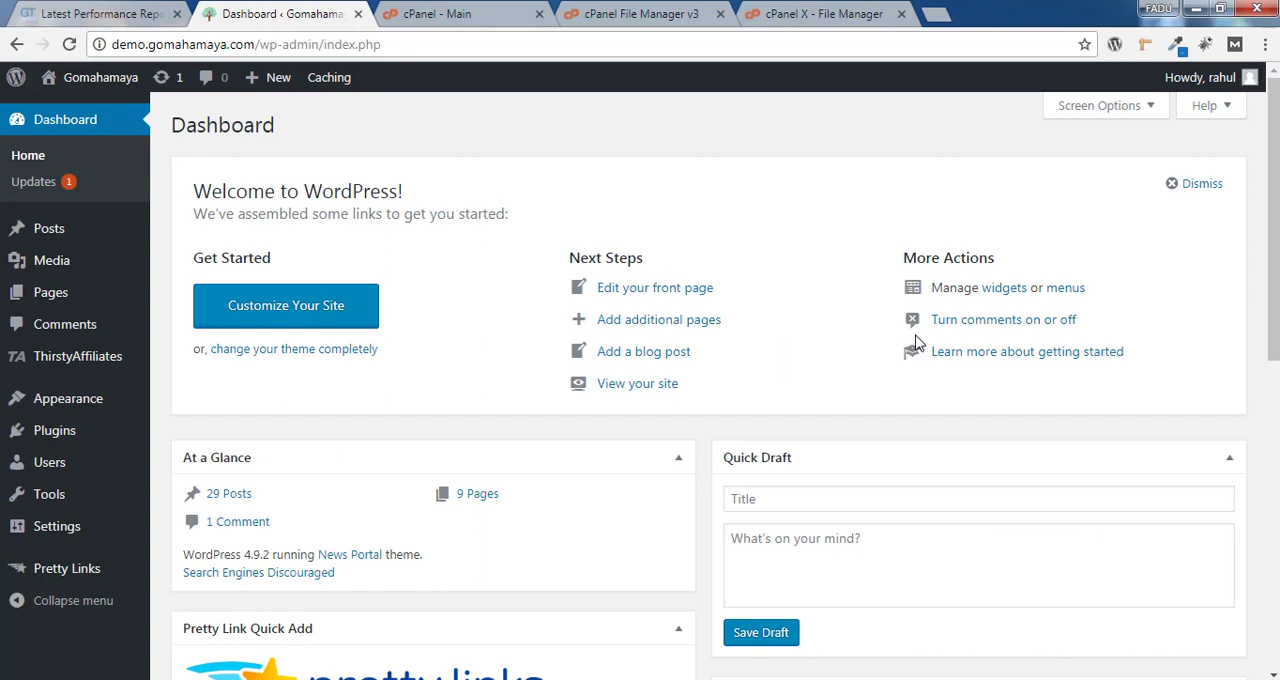 Latest Performance Repo
Dashboard ‹ Gomahama
cPanel - Main
cPanel File Manager v3
cPanel X - File Manager
FADU
demo.gomahamaya.com/wp-admin/index.php
Gomahamaya
1
0
New
Caching
Howdy, rahul
Dashboard
Home
Updates 1
Posts
Media
Pages
Comments
ThirstyAffiliates
Appearance
Plugins
Users
Tools
Settings
Pretty Links
Collapse menu
Dashboard
Screen Options
Help
Welcome to WordPress!
We've assembled some links to get you started:
Dismiss
Get Started
Customize Your Site
or, change your theme completely
Next Steps
Edit your front page
Add additional pages
Add a blog post
View your site
More Actions
Manage widgets or menus
Turn comments on or off
Learn more about getting started
At a Glance
29 Posts
9 Pages
1 Comment
WordPress 4.9.2 running News Portal theme.
Search Engines Discouraged
Quick Draft
Title
What's on your mind?
Save Draft
Pretty Link Quick Add
pretty links